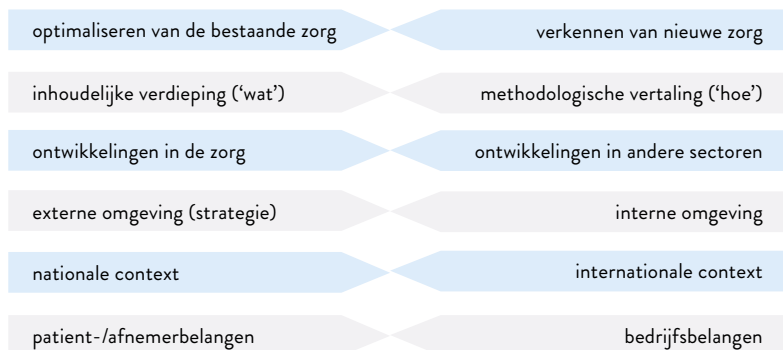 optimaliseren van de bestaande zorg
verkennen van nieuwe zorg
inhoudelijke verdieping (‘wat’)
methodologische vertaling (‘hoe’)
ontwikkelingen in de zorg
ontwikkelingen in andere sectoren
externe omgeving (strategie)
interne omgeving
nationale context
internationale context
patient-/afnemerbelangen
bedrijfsbelangen